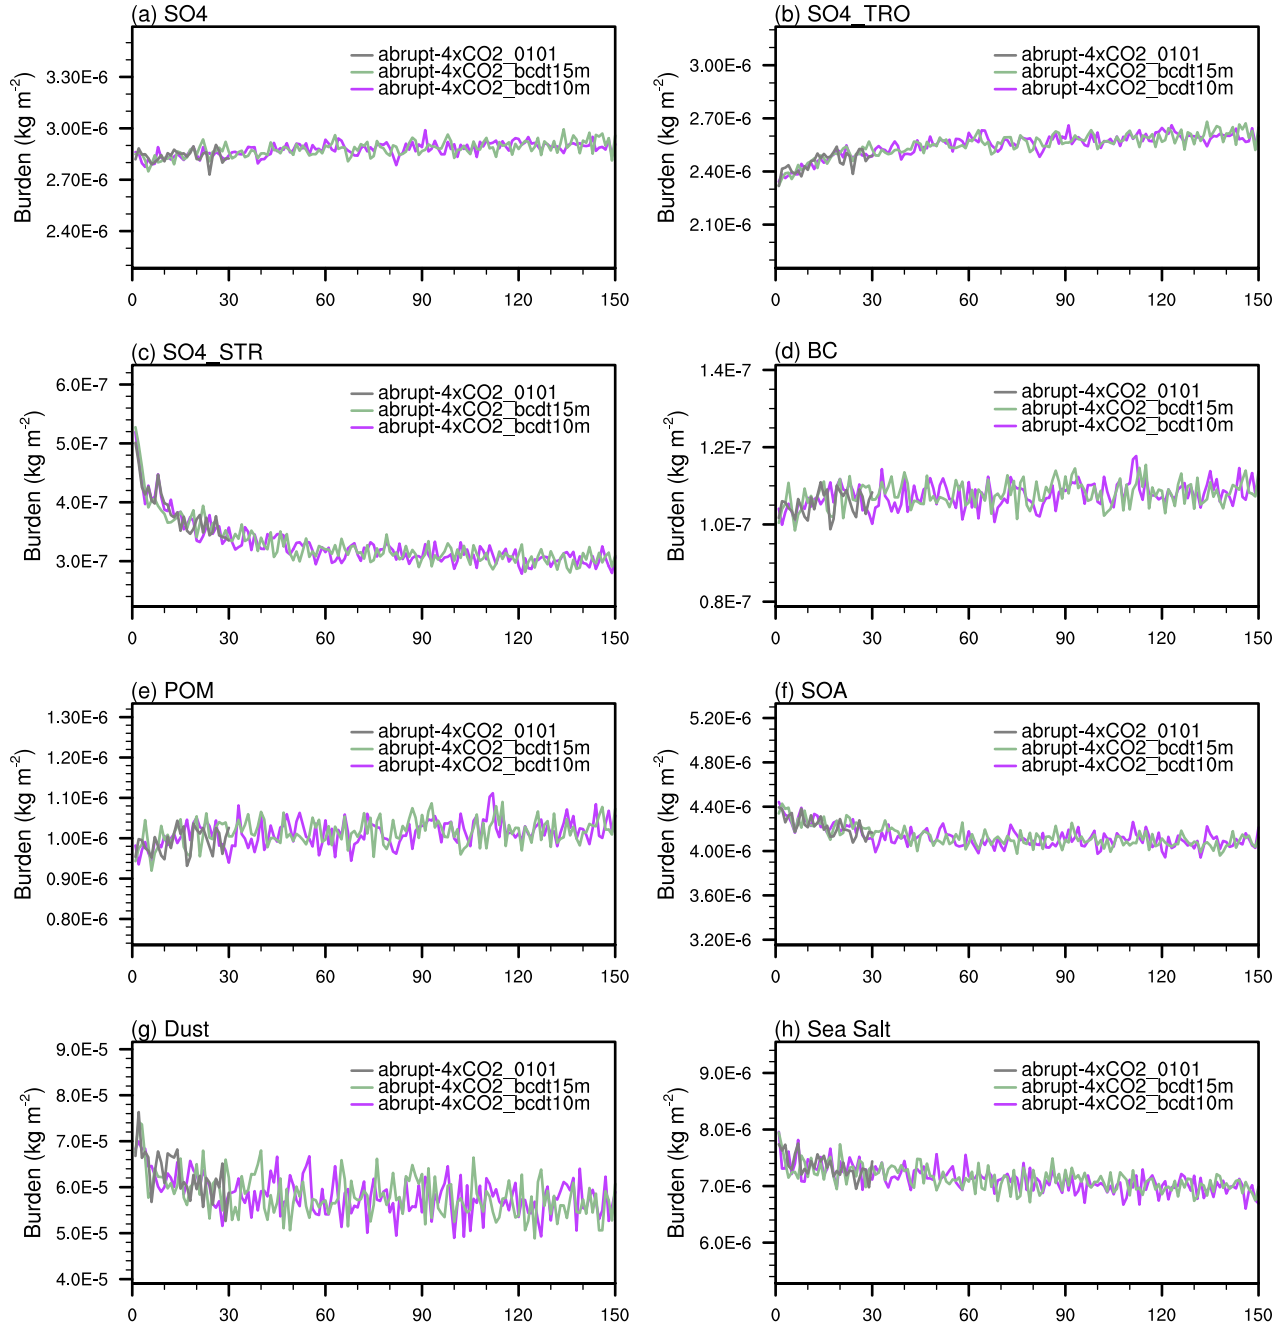 (a) SO4
Burden (kg m-2)
3.30E-6
3.00E-6
2.70E-6
2.40E-6
abrupt-4xCO2_0101
abrupt-4xCO2_bcdt15m
abrupt-4xCO2_bcdt10m
0 30 60 90 120 150
(b) SO4_TRO
Burden (kg m-2)
3.00E-6
2.70E-6
2.40E-6
2.10E-6
abrupt-4xCO2_0101
abrupt-4xCO2_bcdt15m
abrupt-4xCO2_bcdt10m
0 30 60 90 120 150
(c) SO4_STR
Burden (kg m-2)
6.0E-7
5.0E-7
4.0E-7
3.0E-7
abrupt-4xCO2_0101
abrupt-4xCO2_bcdt15m
abrupt-4xCO2_bcdt10m
0 30 60 90 120 150
(d) BC
Burden (kg m-2)
1.4E-7
1.2E-7
1.0E-7
0.8E-7
abrupt-4xCO2_0101
abrupt-4xCO2_bcdt15m
abrupt-4xCO2_bcdt10m
0 30 60 90 120 150
(e) POM
Burden (kg m-2)
1.30E-6
1.20E-6
1.10E-6
1.00E-6
0.90E-6
0.80E-6
abrupt-4xCO2_0101
abrupt-4xCO2_bcdt15m
abrupt-4xCO2_bcdt10m
0 30 60 90 120 150
(f) SOA
Burden (kg m-2)
5.20E-6
4.80E-6
4.40E-6
4.00E-6
3.60E-6
3.20E-6
abrupt-4xCO2_0101
abrupt-4xCO2_bcdt15m
abrupt-4xCO2_bcdt10m
0 30 60 90 120 150
(g) Dust
Burden (kg m-2)
9.0E-5
8.0E-5
7.0E-5
6.0E-5
5.0E-5
4.0E-5
abrupt-4xCO2_0101
abrupt-4xCO2_bcdt15m
abrupt-4xCO2_bcdt10m
0 30 60 90 120 150
(h) Sea Salt
Burden (kg m-2)
9.0E-6
8.0E-6
7.0E-6
6.0E-6
abrupt-4xCO2_0101
abrupt-4xCO2_bcdt15m
abrupt-4xCO2_bcdt10m
0 30 60 90 120 150